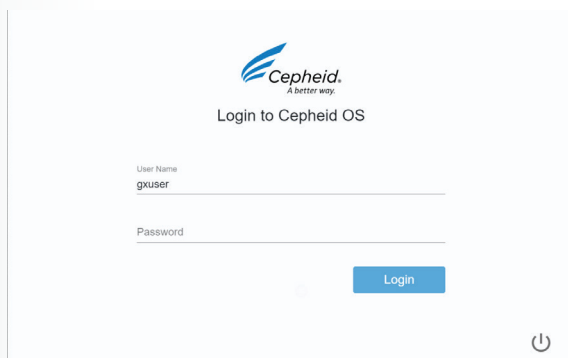 Cepheid.
A better way.
Login to Cepheid OS
User Name
gxuser
Password
Login